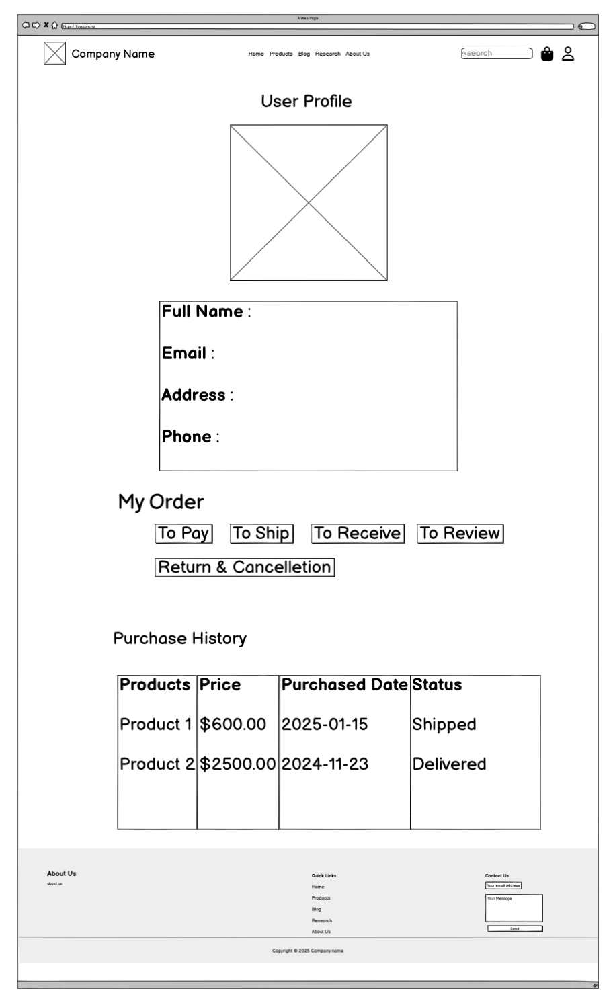 A Web Page
https://flow.com.np
Company Name
Home Products Blog Research About Us
search
User Profile
Full Name :
Email :
Address :
Phone :
My Order
To Pay To Ship To Receive To Review
Return & Cancelletion
Purchase History
Products Price Purchased Date Status
Product 1 $600.00 2025-01-15 Shipped
Product 2 $2500.00 2024-11-23 Delivered
About Us
about us
Quick Links
Home
Products
Blog
Research
About Us
Contact Us
Your email address
Your Message
Send
Copyright © 2025 Company name